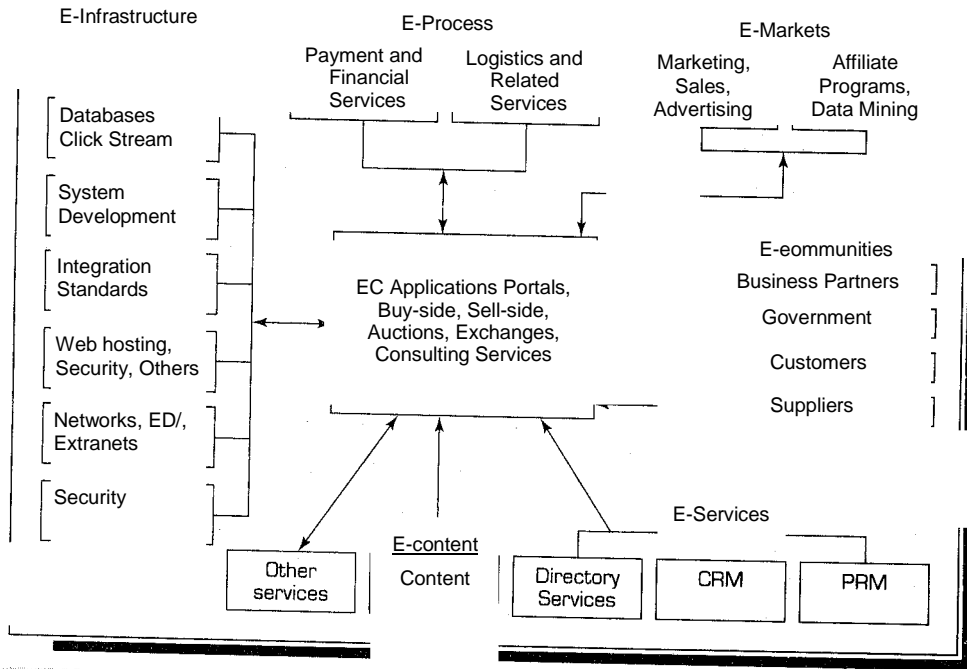 E-Infrastructure
E-Process
E-Markets
Payment and
Financial
Services
Logistics and
Related
Services
Marketing,
Sales,
Advertising
Affiliate
Programs,
Data Mining
Databases
Click Stream
System
Development
Integration
Standards
Web hosting,
Security, Others
Networks, ED/,
Extranets
Security
EC Applications Portals,
Buy-side, Sell-side,
Auctions, Exchanges,
Consulting Services
E-eommunities
Business Partners
Government
Customers
Suppliers
E-Services
Other
services
E-content
Content
Directory
Services
CRM
PRM